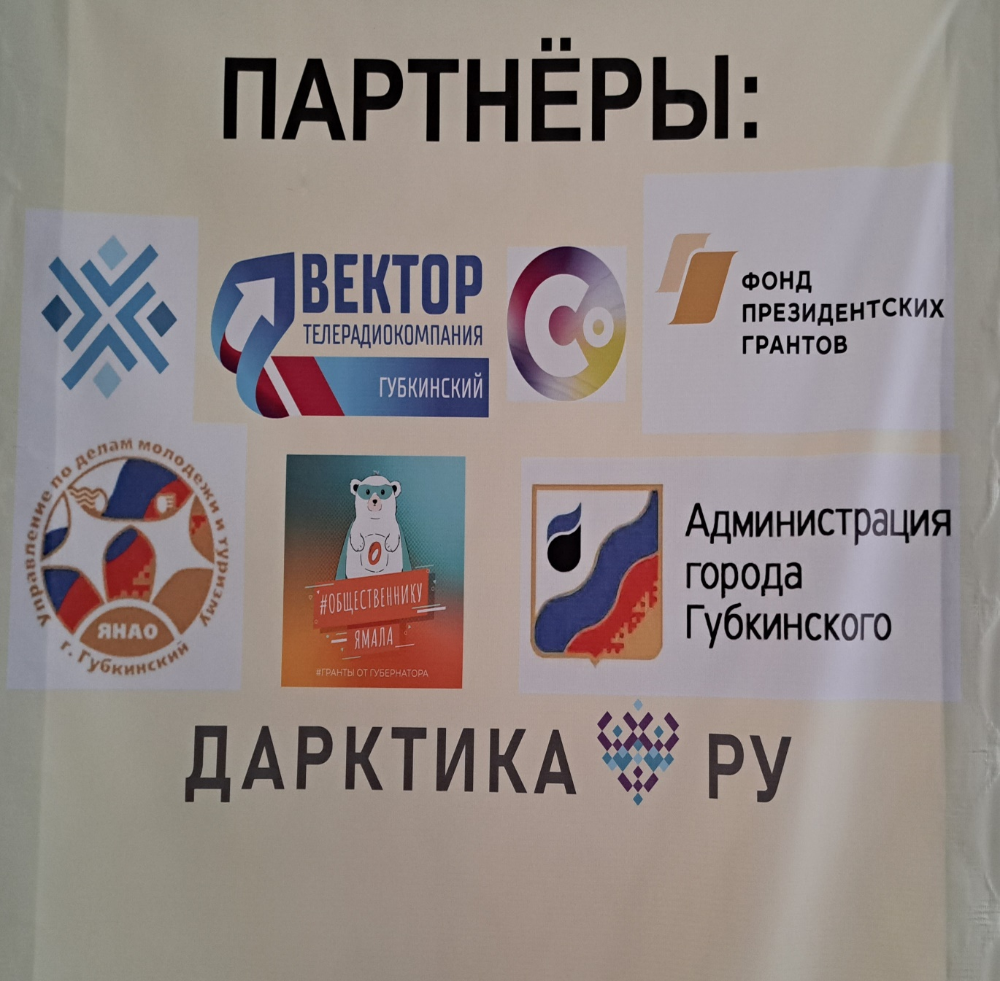 ПАРТНЁРЫ:
ВЕКТОР
ТЕЛЕРАДИОКОМПАНИЯ
ГУБКИНСКИЙ
Со
ФОНД
ПРЕЗИДЕНТСКИХ
ГРАНТОВ
Управление по делам молодежи и туризму
ЯНАО
г. Губкинский
#ОБЩЕСТВЕННИКУ
ЯМАЛА
#ГРАНТЫ ОТ ГУБЕРНАТОРА
Администрация
города
Губкинского
ДАРКТИКА РУ